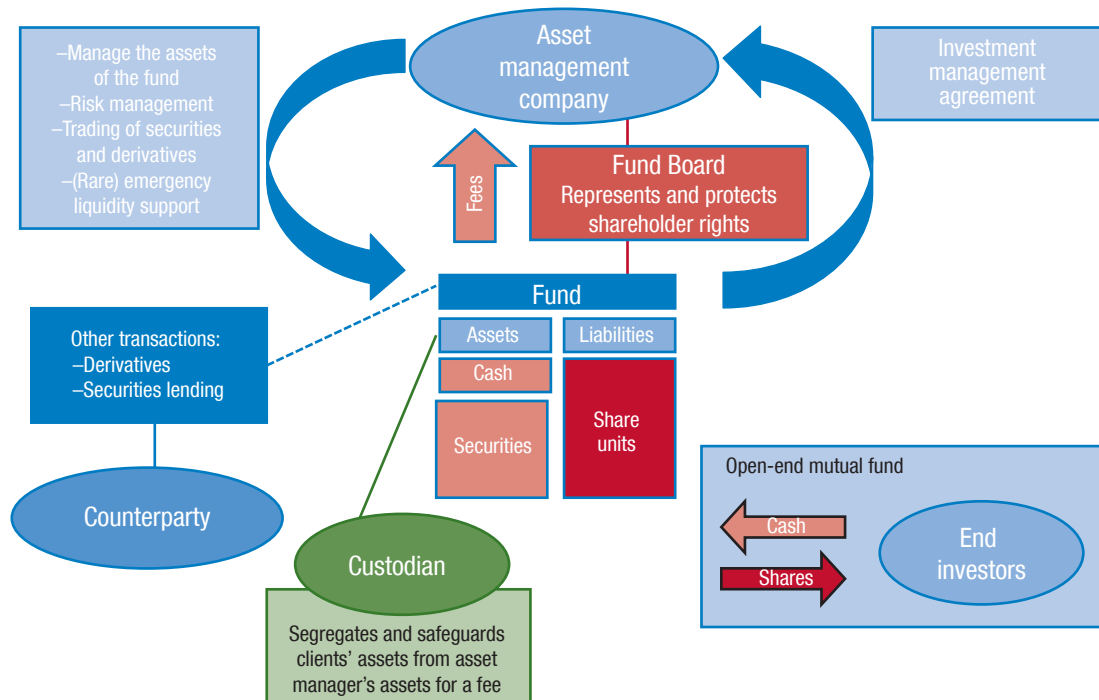 –Manage the assets
of the fund
–Risk management
–Trading of securities
and derivatives
–(Rare) emergency
liquidity support
Asset
management
company
Investment
management
agreement
Fees
Fund Board
Represents and protects
shareholder rights
Fund
Assets
Liabilities
Cash
Securities
Share
units
Other transactions:
–Derivatives
–Securities lending
Counterparty
Custodian
Segregates and safeguards
clients’ assets from asset
manager’s assets for a fee
Open-end mutual fund
Cash
Shares
End
investors